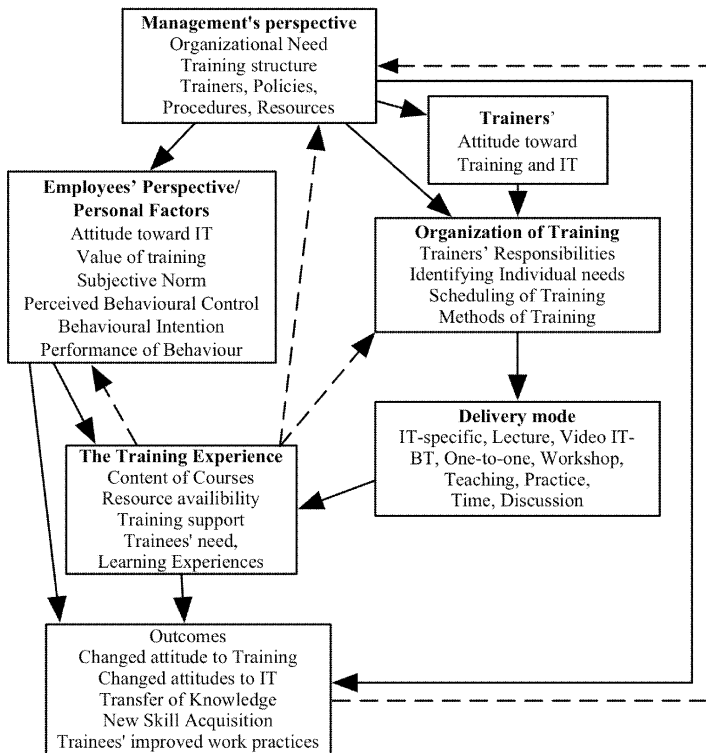 Management's perspective
Organizational Need
Training structure
Trainers, Policies,
Procedures, Resources
Trainers'
Attitude toward
Training and IT
Employees' Perspective/
Personal Factors
Attitude toward IT
Value of training
Subjective Norm
Perceived Behavioural Control
Behavioural Intention
Performance of Behaviour
Organization of Training
Trainers' Responsibilities
Identifying Individual needs
Scheduling of Training
Methods of Training
Delivery mode
IT-specific, Lecture, Video IT-
BT, One-to-one, Workshop,
Teaching, Practice,
Time, Discussion
The Training Experience
Content of Courses
Resource availibility
Training support
Trainees' need,
Learning Experiences
Outcomes
Changed attitude to Training
Changed attitudes to IT
Transfer of Knowledge
New Skill Acquisition
Trainees' improved work practices